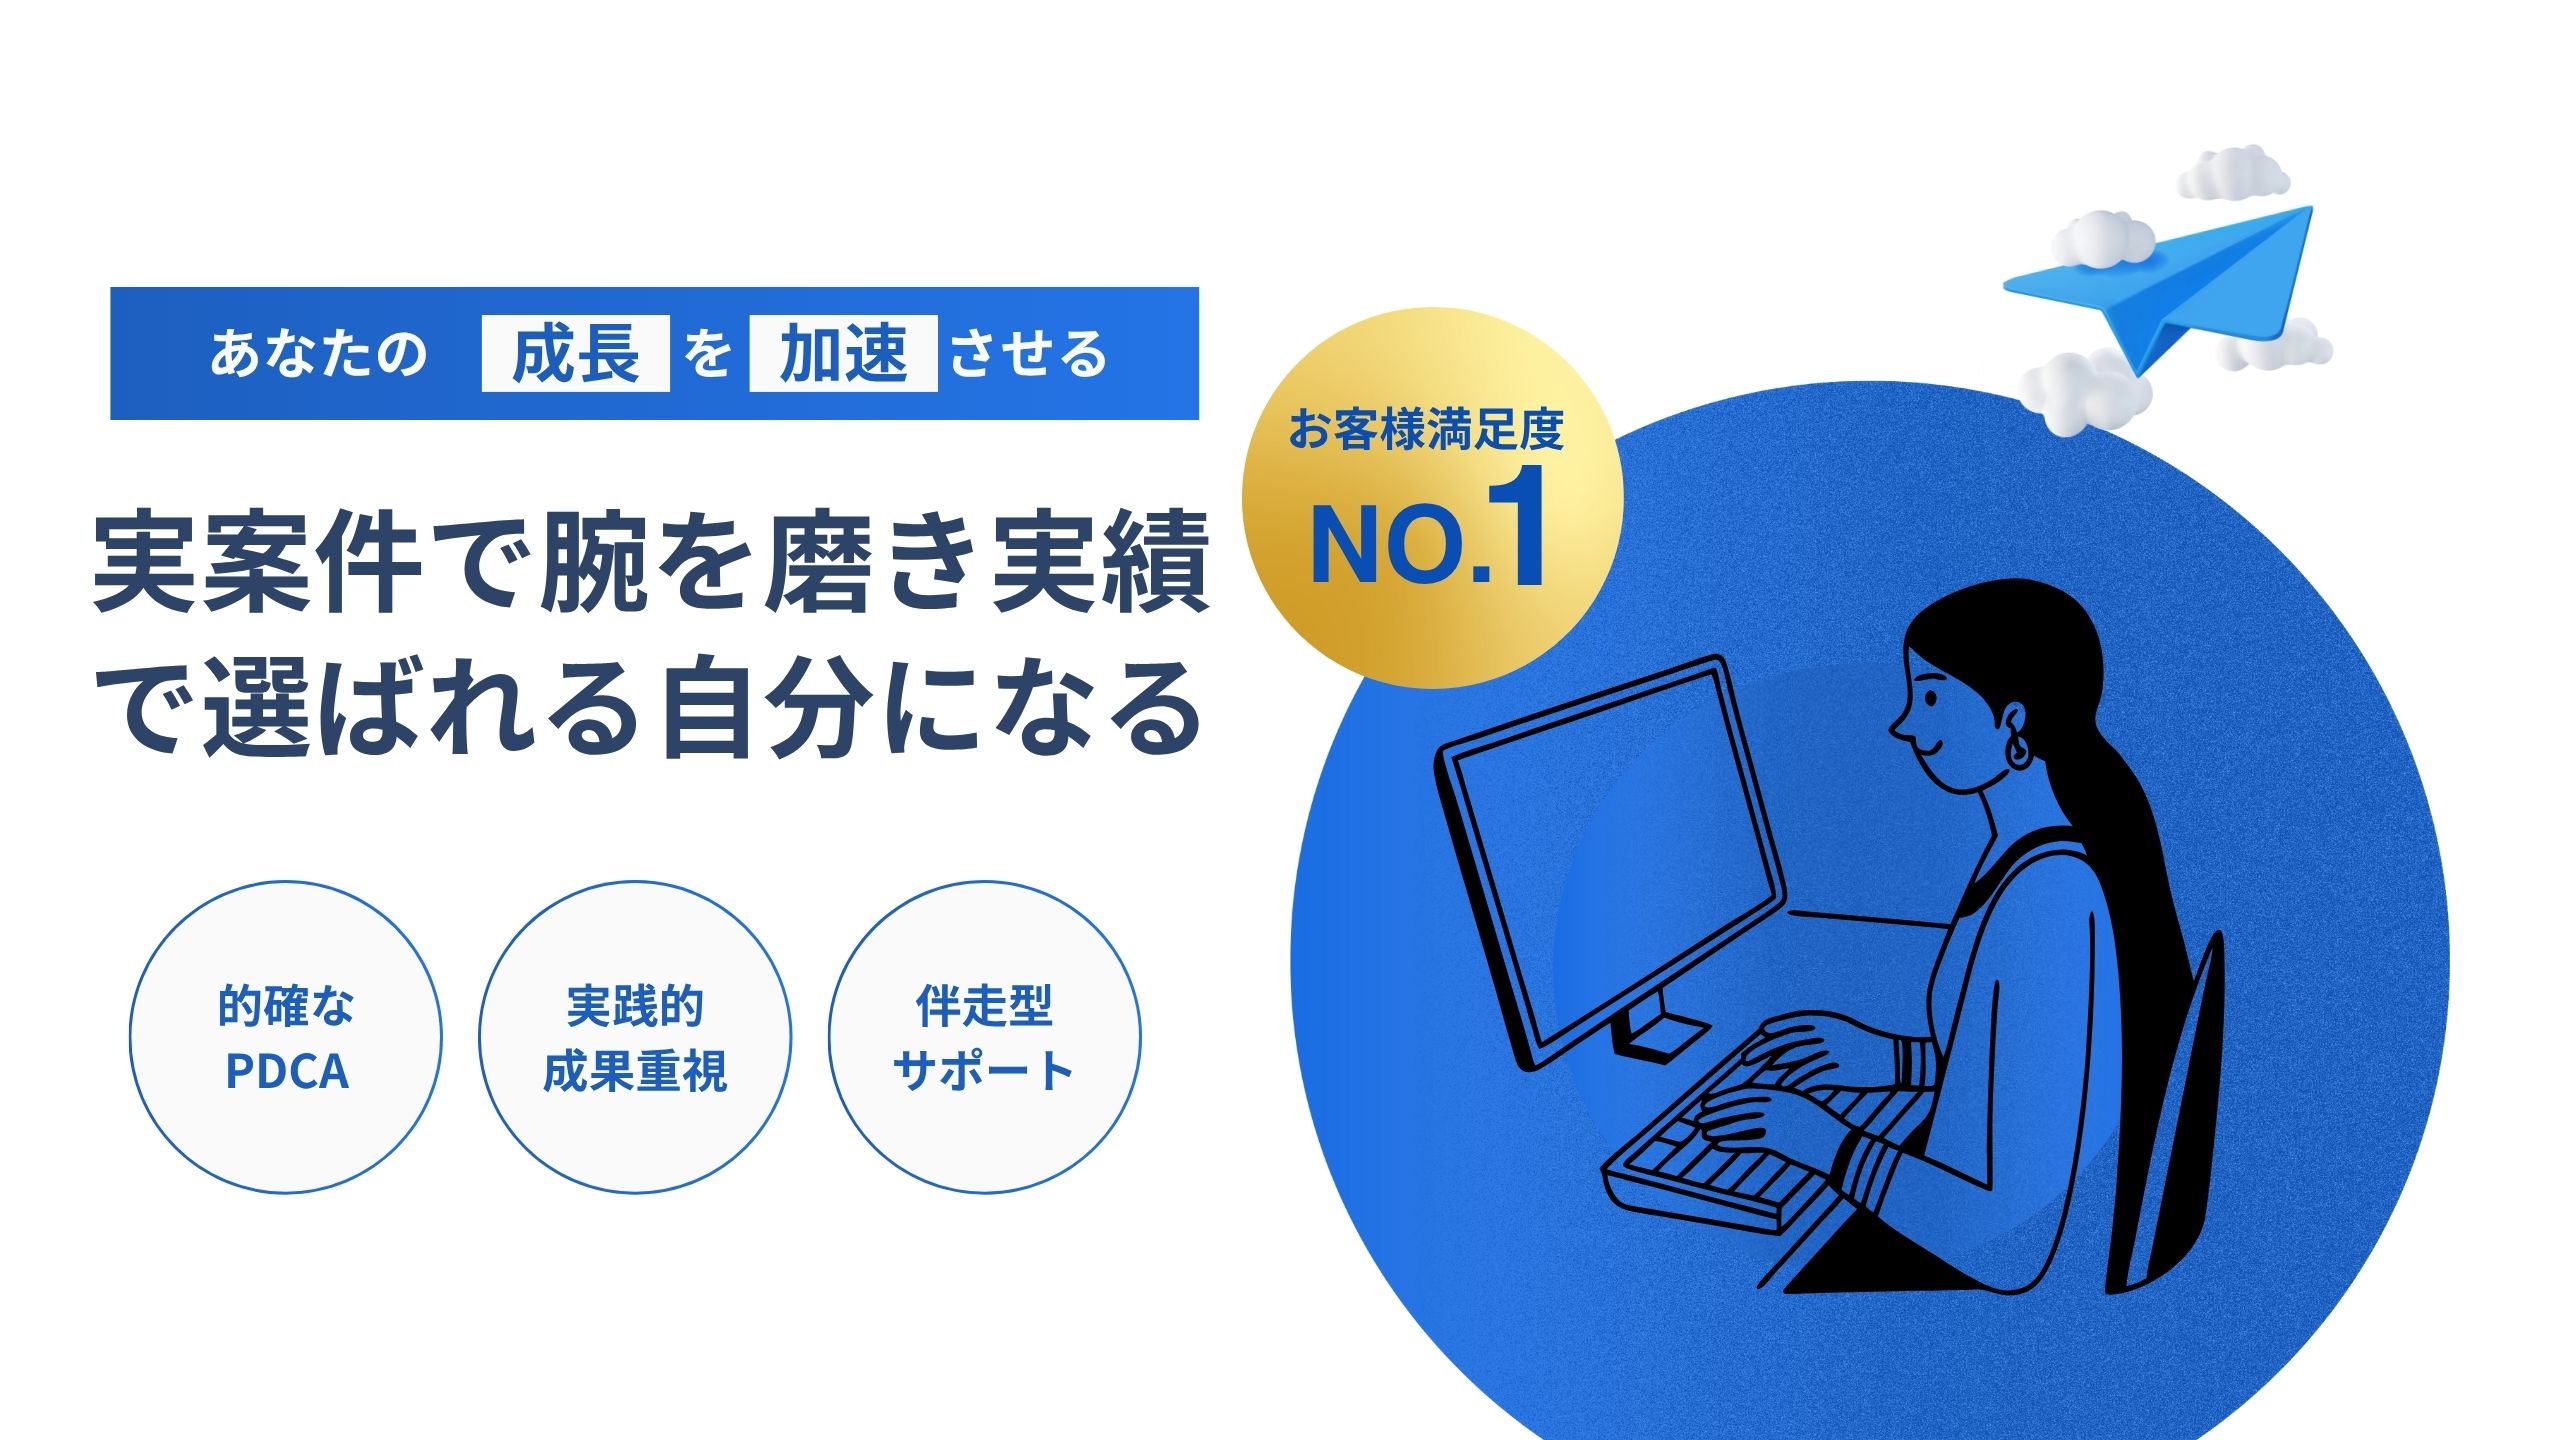 あなたの 成長 を 加速 させる
実案件で腕を磨き実績
で選ばれる自分になる
お客様満足度
NO.1
的確な
PDCA
実践的
成果重視
伴走型
サポート